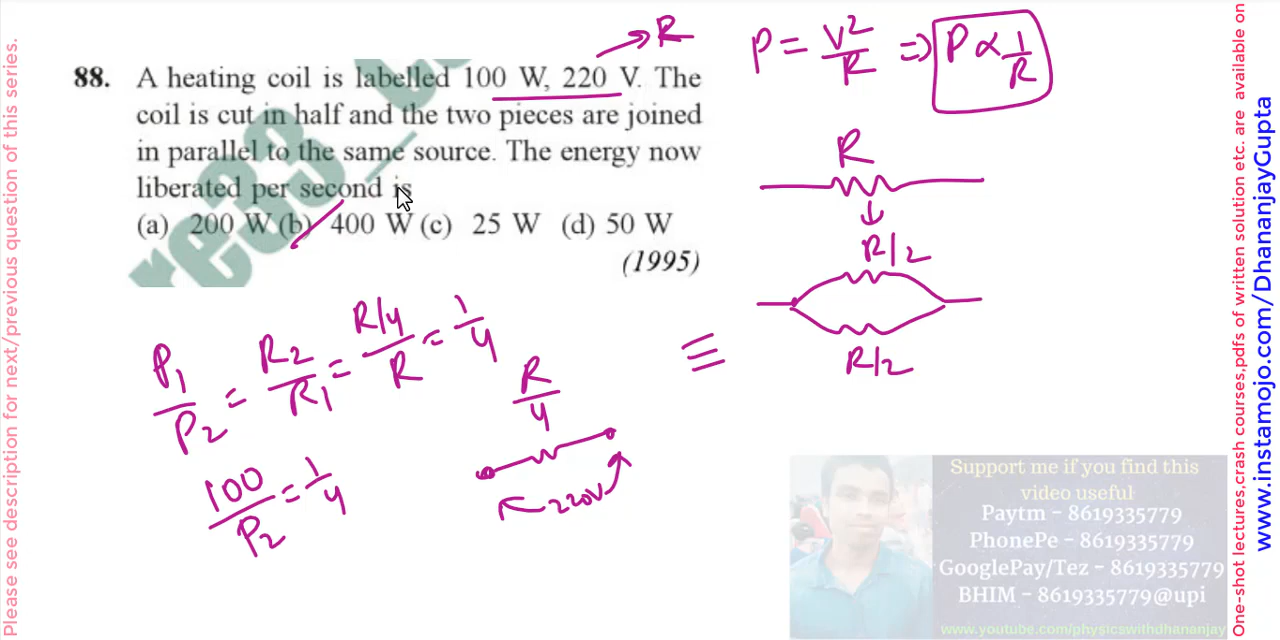 Please see description for next/previous question of this series.
88. A heating coil is labelled 100 W, 220 V. The
coil is cut in half and the two pieces are joined
in parallel to the same source. The energy now
liberated per second is
(a) 200 W (b) 400 W (c) 25 W (d) 50 W
(1995)
→ R
P = V²/R ⇒ P ∝ 1/R
R
R/2
R/2
≡
R/4
220V
P₁/P₂ = R₂/R₁ = R/4/R = 1/4
100/P₂ = 1/4
Support me if you find this
video useful
Paytm - 8619335779
PhonePe - 8619335779
GooglePay/Tez - 8619335779
BHIM - 8619335779@upi
www.youtube.com/physicswithdhananjay
One-shot lectures,crash courses,pdfs of written solution etc. are available on
www.instamojo.com/DhananjayGupta